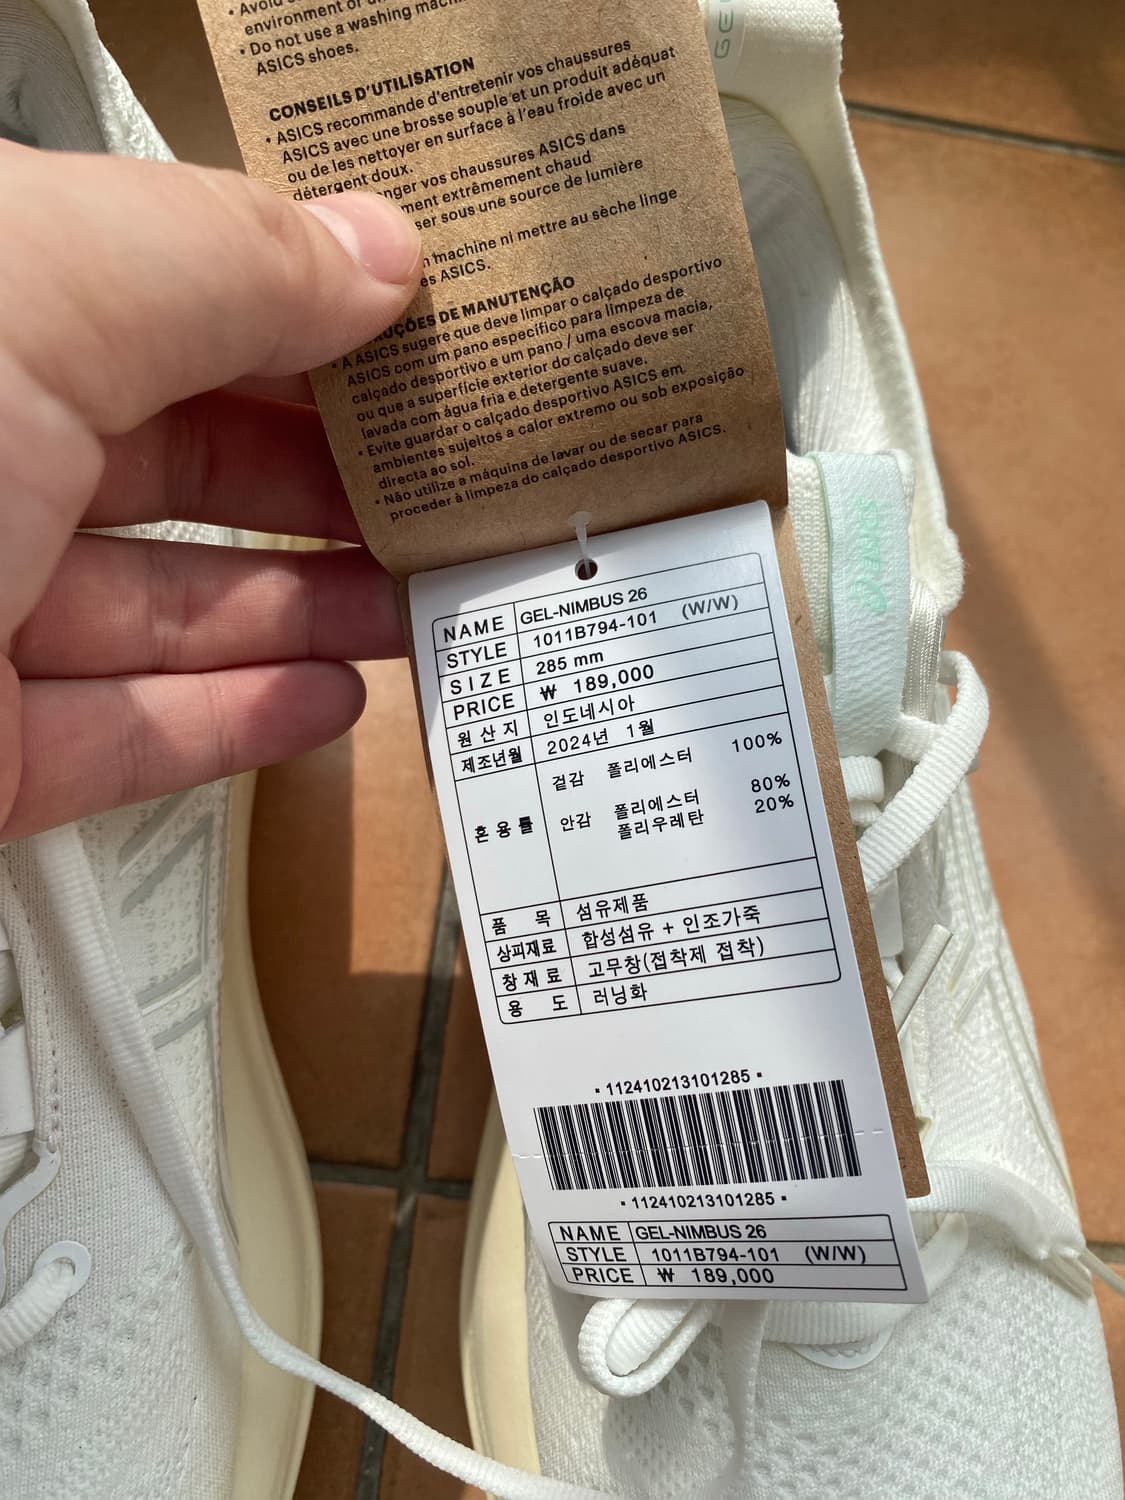 • Avoid
environment or
• Do not use a washing mach
ASICS shoes.
CONSEILS D'UTILISATION
• ASICS recommande d'entretenir vos chaussures
ASICS avec une brosse souple et un produit adéquat
ou de les nettoyer en surface à l'eau froide avec un
détergent doux.
nger vos chaussures ASICS dans
ment extrêmement chaud
ser sous une source de lumière
machine ni mettre au sèche linge
es ASICS.
UÇÕES DE MANUTENÇÃO
• A ASICS sugere que deve limpar o calçado desportivo
ASICS com um pano específico para limpeza de
calçado desportivo e um pano / uma escova macia,
ou que a superfície exterior do calçado deve ser
lavada com água fria e detergente suave.
• Evite guardar o calçado desportivo ASICS em
ambientes sujeitos a calor extremo ou sob exposição
directa ao sol.
• Não utilize a máquina de lavar ou de secar para
proceder à limpeza do calçado desportivo ASICS.
NAME GEL-NIMBUS 26
STYLE 1011B794-101 (W/W)
SIZE 285 mm
PRICE ₩ 189,000
원산지 인도네시아
제조년월 2024년 1월
혼용률 겉감 폴리에스터 100%
안감 폴리에스터 80%
폴리우레탄 20%
품 목 섬유제품
상피재료 합성섬유 + 인조가죽
창재료 고무창(접착제 접착)
용 도 러닝화
▪ 112410213101285 ▪
▪ 112410213101285 ▪
NAME GEL-NIMBUS 26
STYLE 1011B794-101 (W/W)
PRICE ₩ 189,000